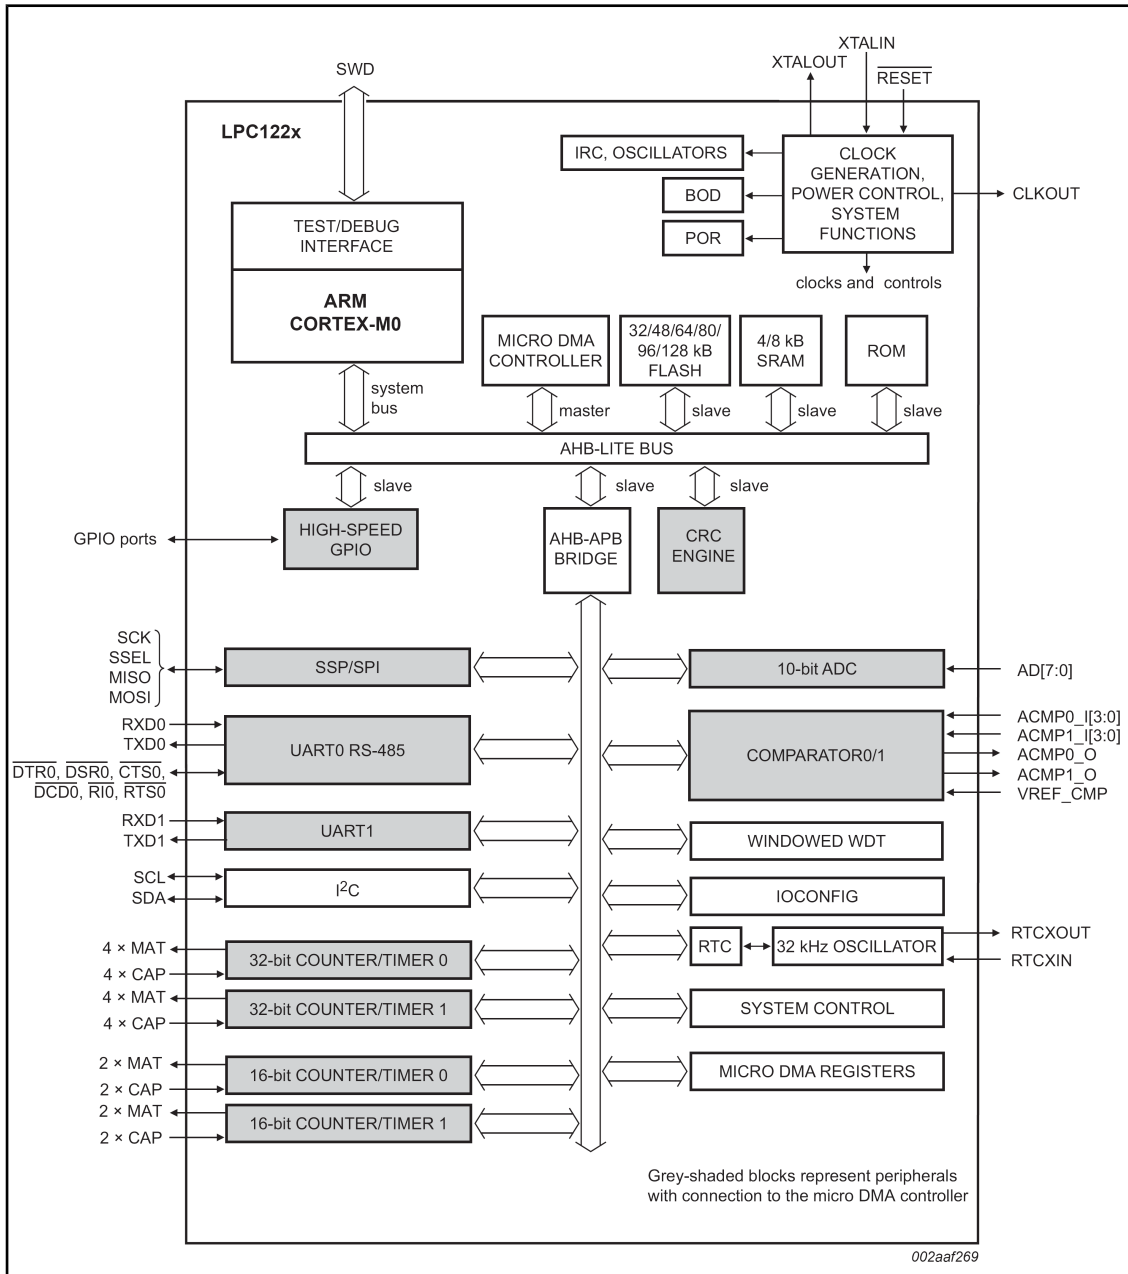 XTALIN
XTALOUT
RESET
SWD
LPC122x
IRC, OSCILLATORS
BOD
POR
CLOCK
GENERATION,
POWER CONTROL,
SYSTEM
FUNCTIONS
CLKOUT
clocks and controls
TEST/DEBUG
INTERFACE
ARM
CORTEX-M0
MICRO DMA
CONTROLLER
32/48/64/80/
96/128 kB
FLASH
4/8 kB
SRAM
ROM
system
bus
master
slave
slave
slave
AHB-LITE BUS
slave
slave
slave
GPIO ports
HIGH-SPEED
GPIO
AHB-APB
BRIDGE
CRC
ENGINE
SCK
SSEL
MISO
MOSI
SSP/SPI
10-bit ADC
AD[7:0]
RXD0
TXD0
DTR0, DSR0, CTS0,
DCD0, RI0, RTS0
UART0 RS-485
COMPARATOR0/1
ACMP0_I[3:0]
ACMP1_I[3:0]
ACMP0_O
ACMP1_O
VREF_CMP
RXD1
TXD1
UART1
WINDOWED WDT
SCL
SDA
I2C
IOCONFIG
4 × MAT
4 × CAP
32-bit COUNTER/TIMER 0
RTC
32 kHz OSCILLATOR
RTCXOUT
RTCXIN
4 × MAT
4 × CAP
32-bit COUNTER/TIMER 1
SYSTEM CONTROL
2 × MAT
2 × CAP
16-bit COUNTER/TIMER 0
MICRO DMA REGISTERS
2 × MAT
2 × CAP
16-bit COUNTER/TIMER 1
Grey-shaded blocks represent peripherals
with connection to the micro DMA controller
002aaf269